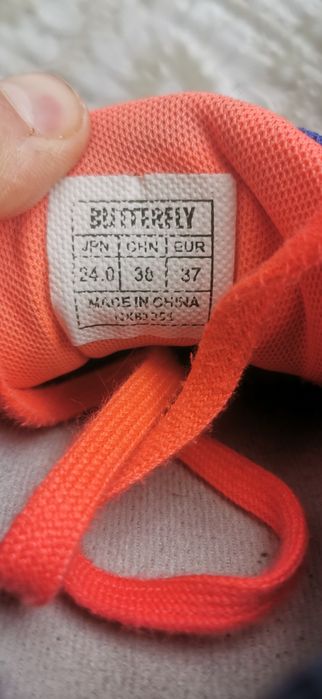 BUTTERFLY
JPN CHN EUR
24.0 38 37
MADE IN CHINA